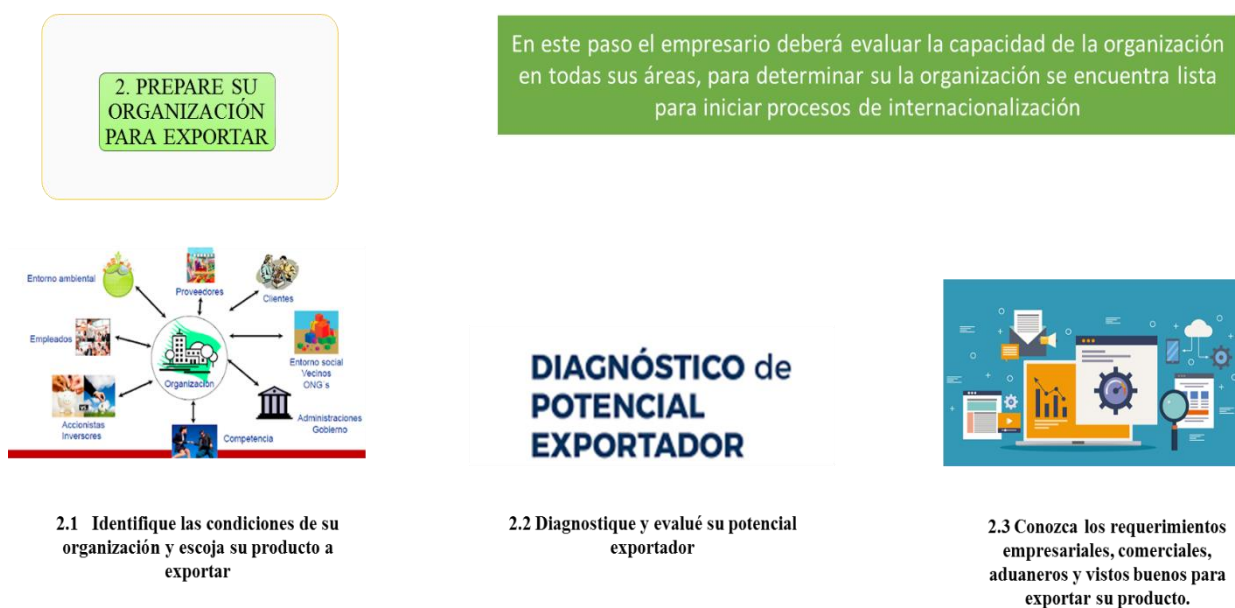 2. PREPARE SU
ORGANIZACIÓN
PARA EXPORTAR
En este paso el empresario deberá evaluar la capacidad de la organización
en todas sus áreas, para determinar su la organización se encuentra lista
para iniciar procesos de internacionalización
Entorno ambiental
Proveedores
Clientes
Empleados
Organización
Entorno social
Vecinos
ONG´s
Accionistas
Inversores
Competencia
Administraciones
Gobierno
DIAGNÓSTICO de
POTENCIAL
EXPORTADOR
2.1 Identifique las condiciones de su
organización y escoja su producto a
exportar
2.2 Diagnostique y evalué su potencial
exportador
2.3 Conozca los requerimientos
empresariales, comerciales,
aduaneros y vistos buenos para
exportar su producto.